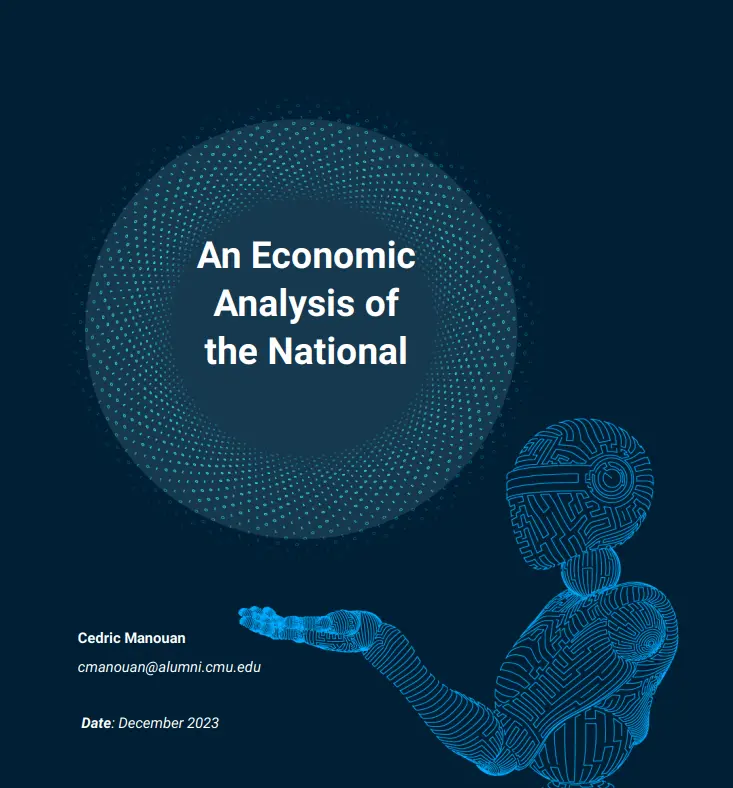 An Economic
Analysis of
the National
Cedric Manouan
cmanouan@alumni.cmu.edu
Date: December 2023